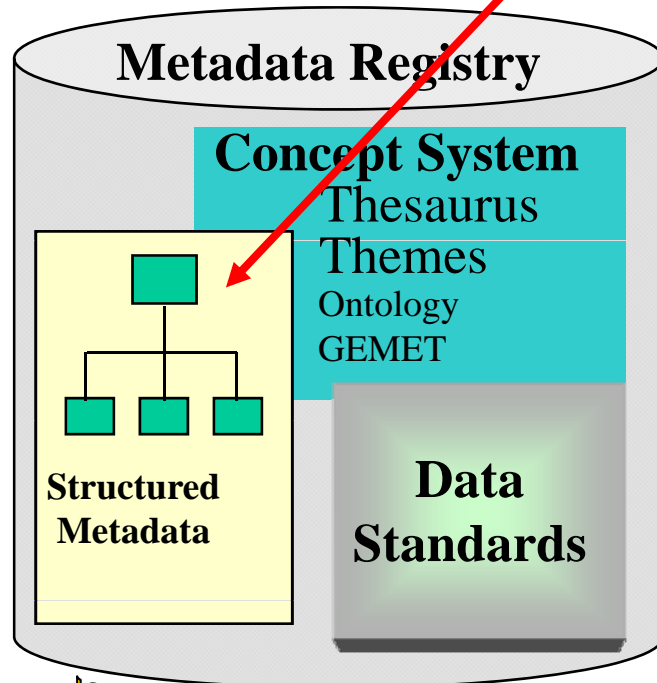 Metadata Registry
Concept System
Thesaurus
Themes
Ontology
GEMET
Structured
Metadata
Data
Standards